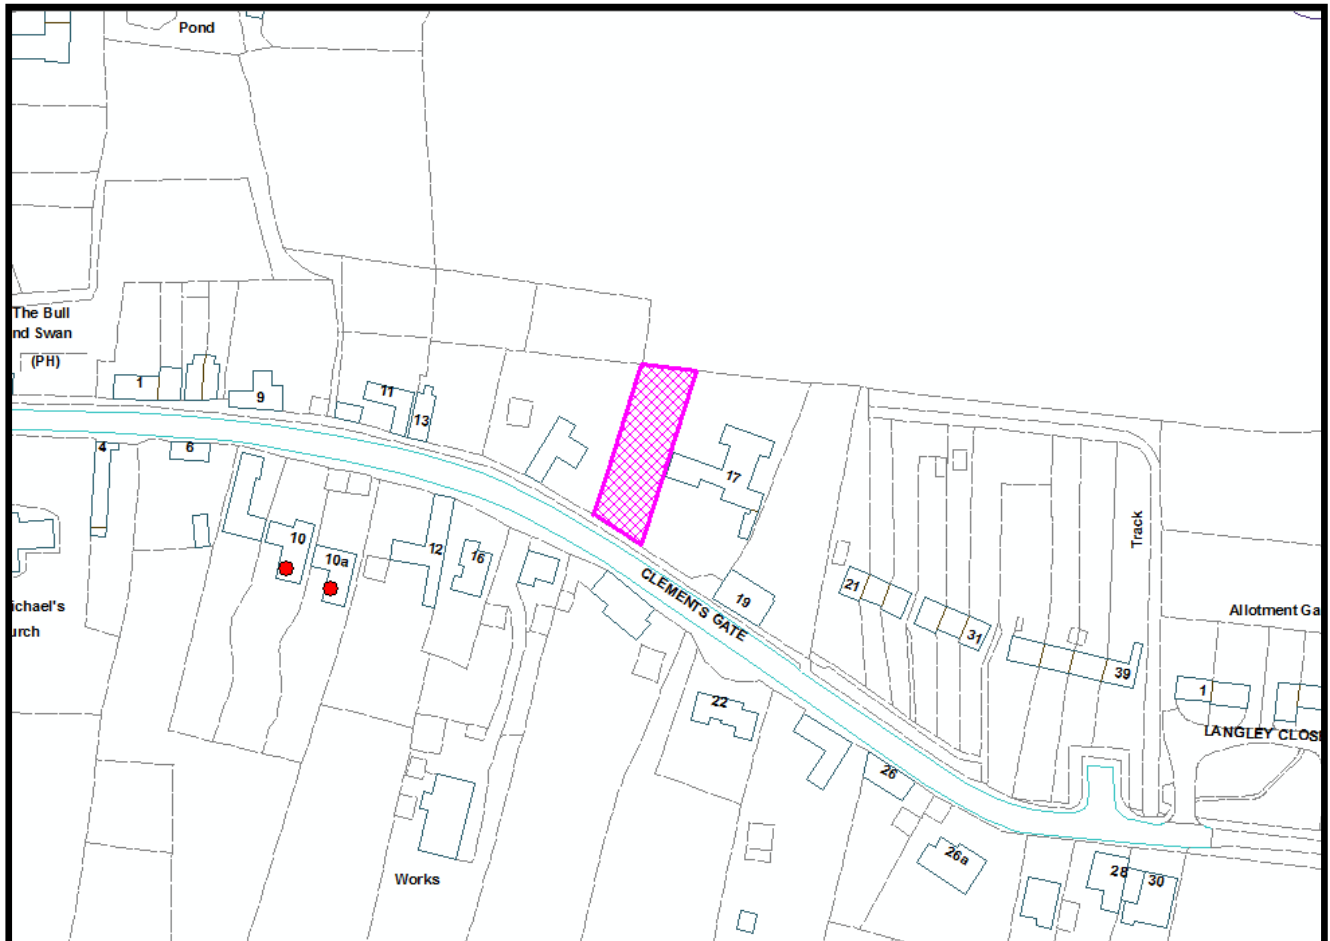 Pond
The Bull
nd Swan
(PH)
1
9
11
13
4
6
10
10a
12
16
17
19
CLEMENTS GATE
21
31
39
Track
Allotment Ga
ichael's
urch
1
LANGLEY CLOS
22
26
26a
28
30
Works